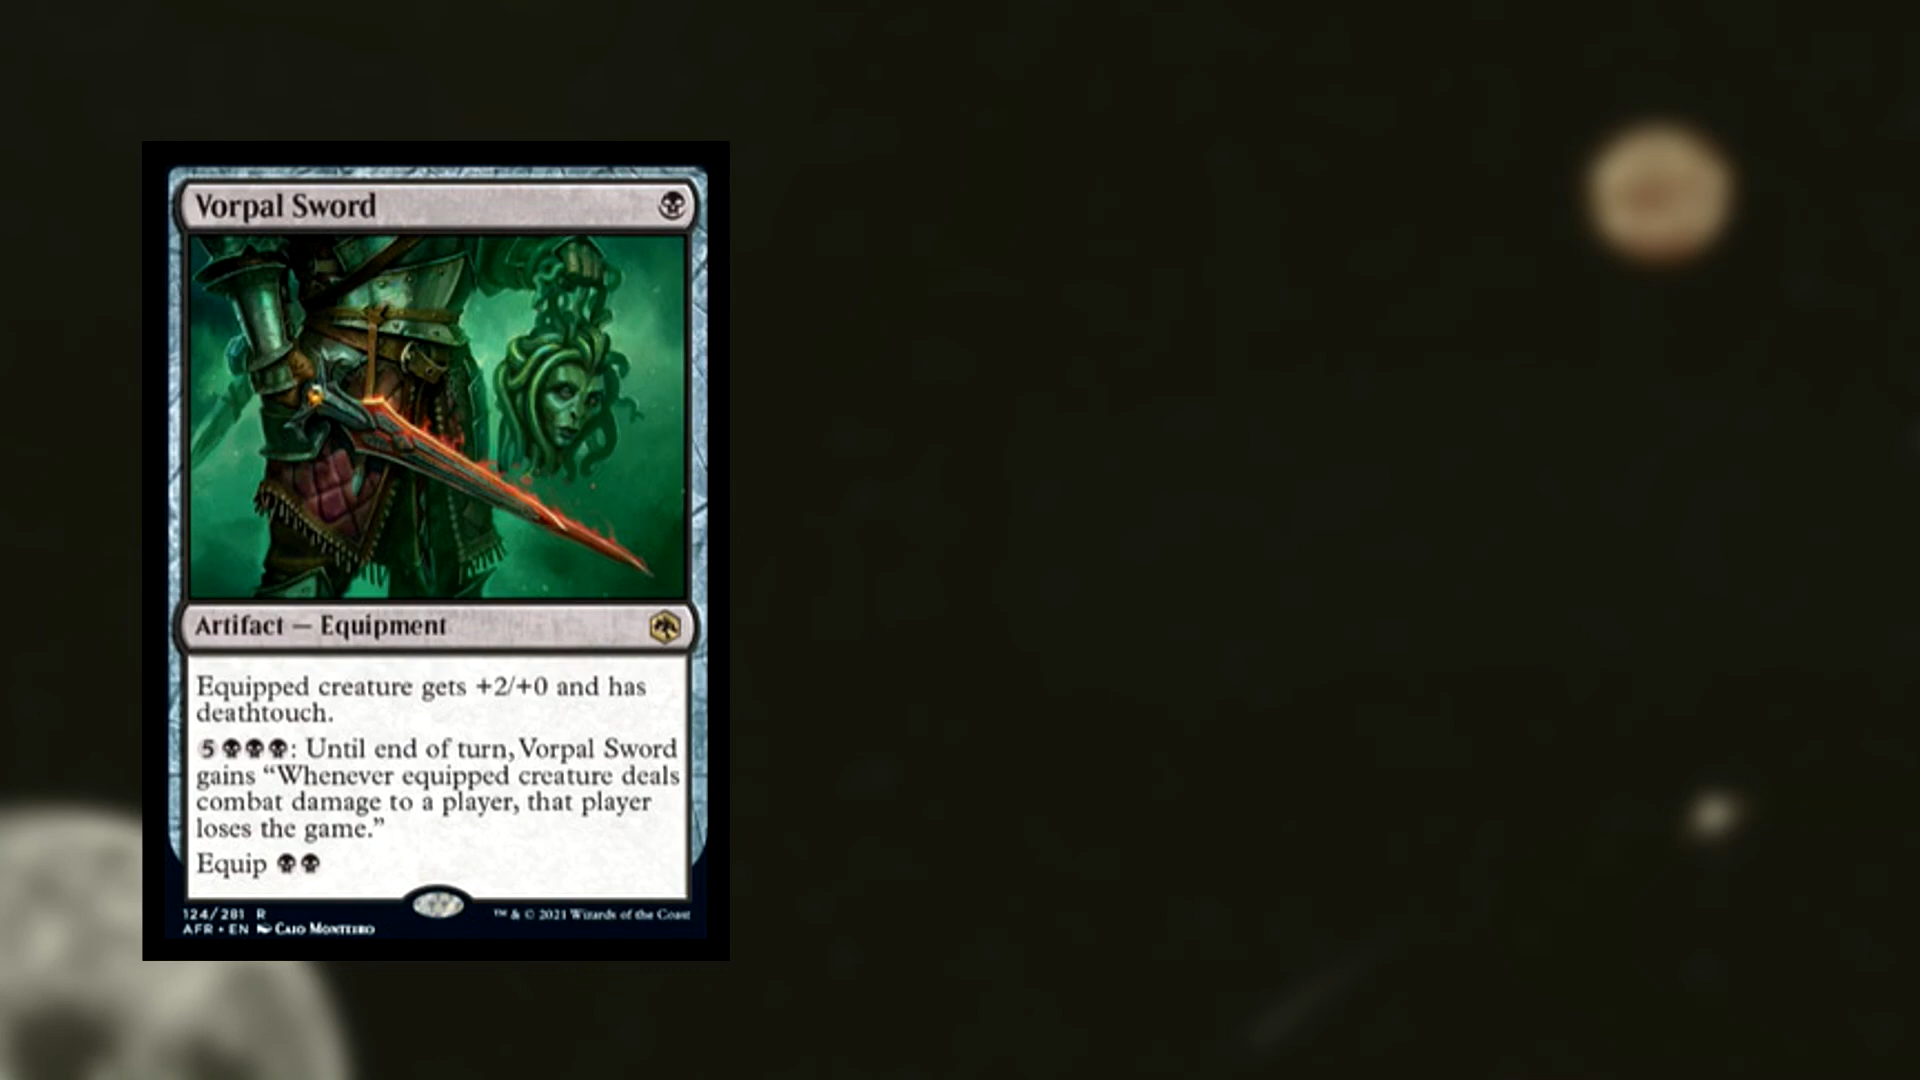 Vorpal Sword
Artifact — Equipment
Equipped creature gets +2/+0 and has
deathtouch.
5: Until end of turn, Vorpal Sword
gains “Whenever equipped creature deals
combat damage to a player, that player
loses the game.”
Equip
124/281 R
™ & © 2021 Wizards of the Coast
AFR • EN Caio Monteiro